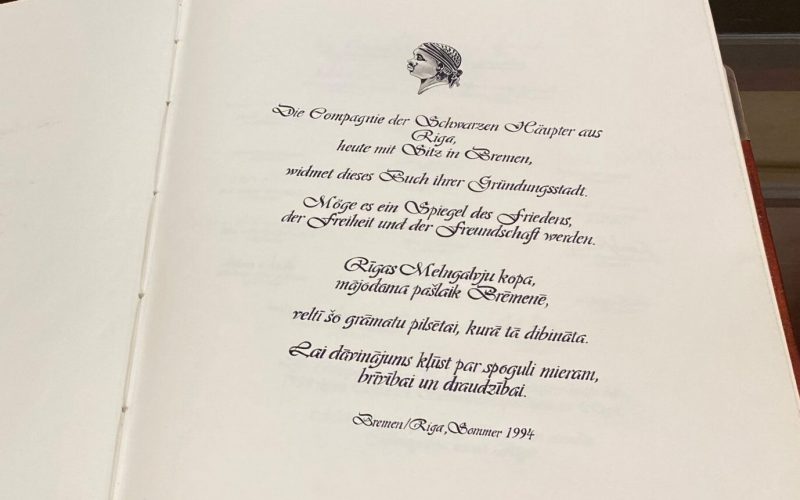 Die Compagnie der Schwarzen Häupter aus
Riga,
heute mit Sitz in Bremen,
widmet dieses Buch ihrer Gründungsstadt.
Möge es ein Spiegel des Friedens,
der Freiheit und der Freundschaft werden.
Rīgas Melngalvju kopa,
mājodama pašlaik Brēmenē,
veltī šo grāmatu pilsētai, kurā tā dibināta.
Lai dāvinājums kļūst par spoguli mieram,
brīvībai un draudzībai.
Bremen/Riga, Sommer 1994